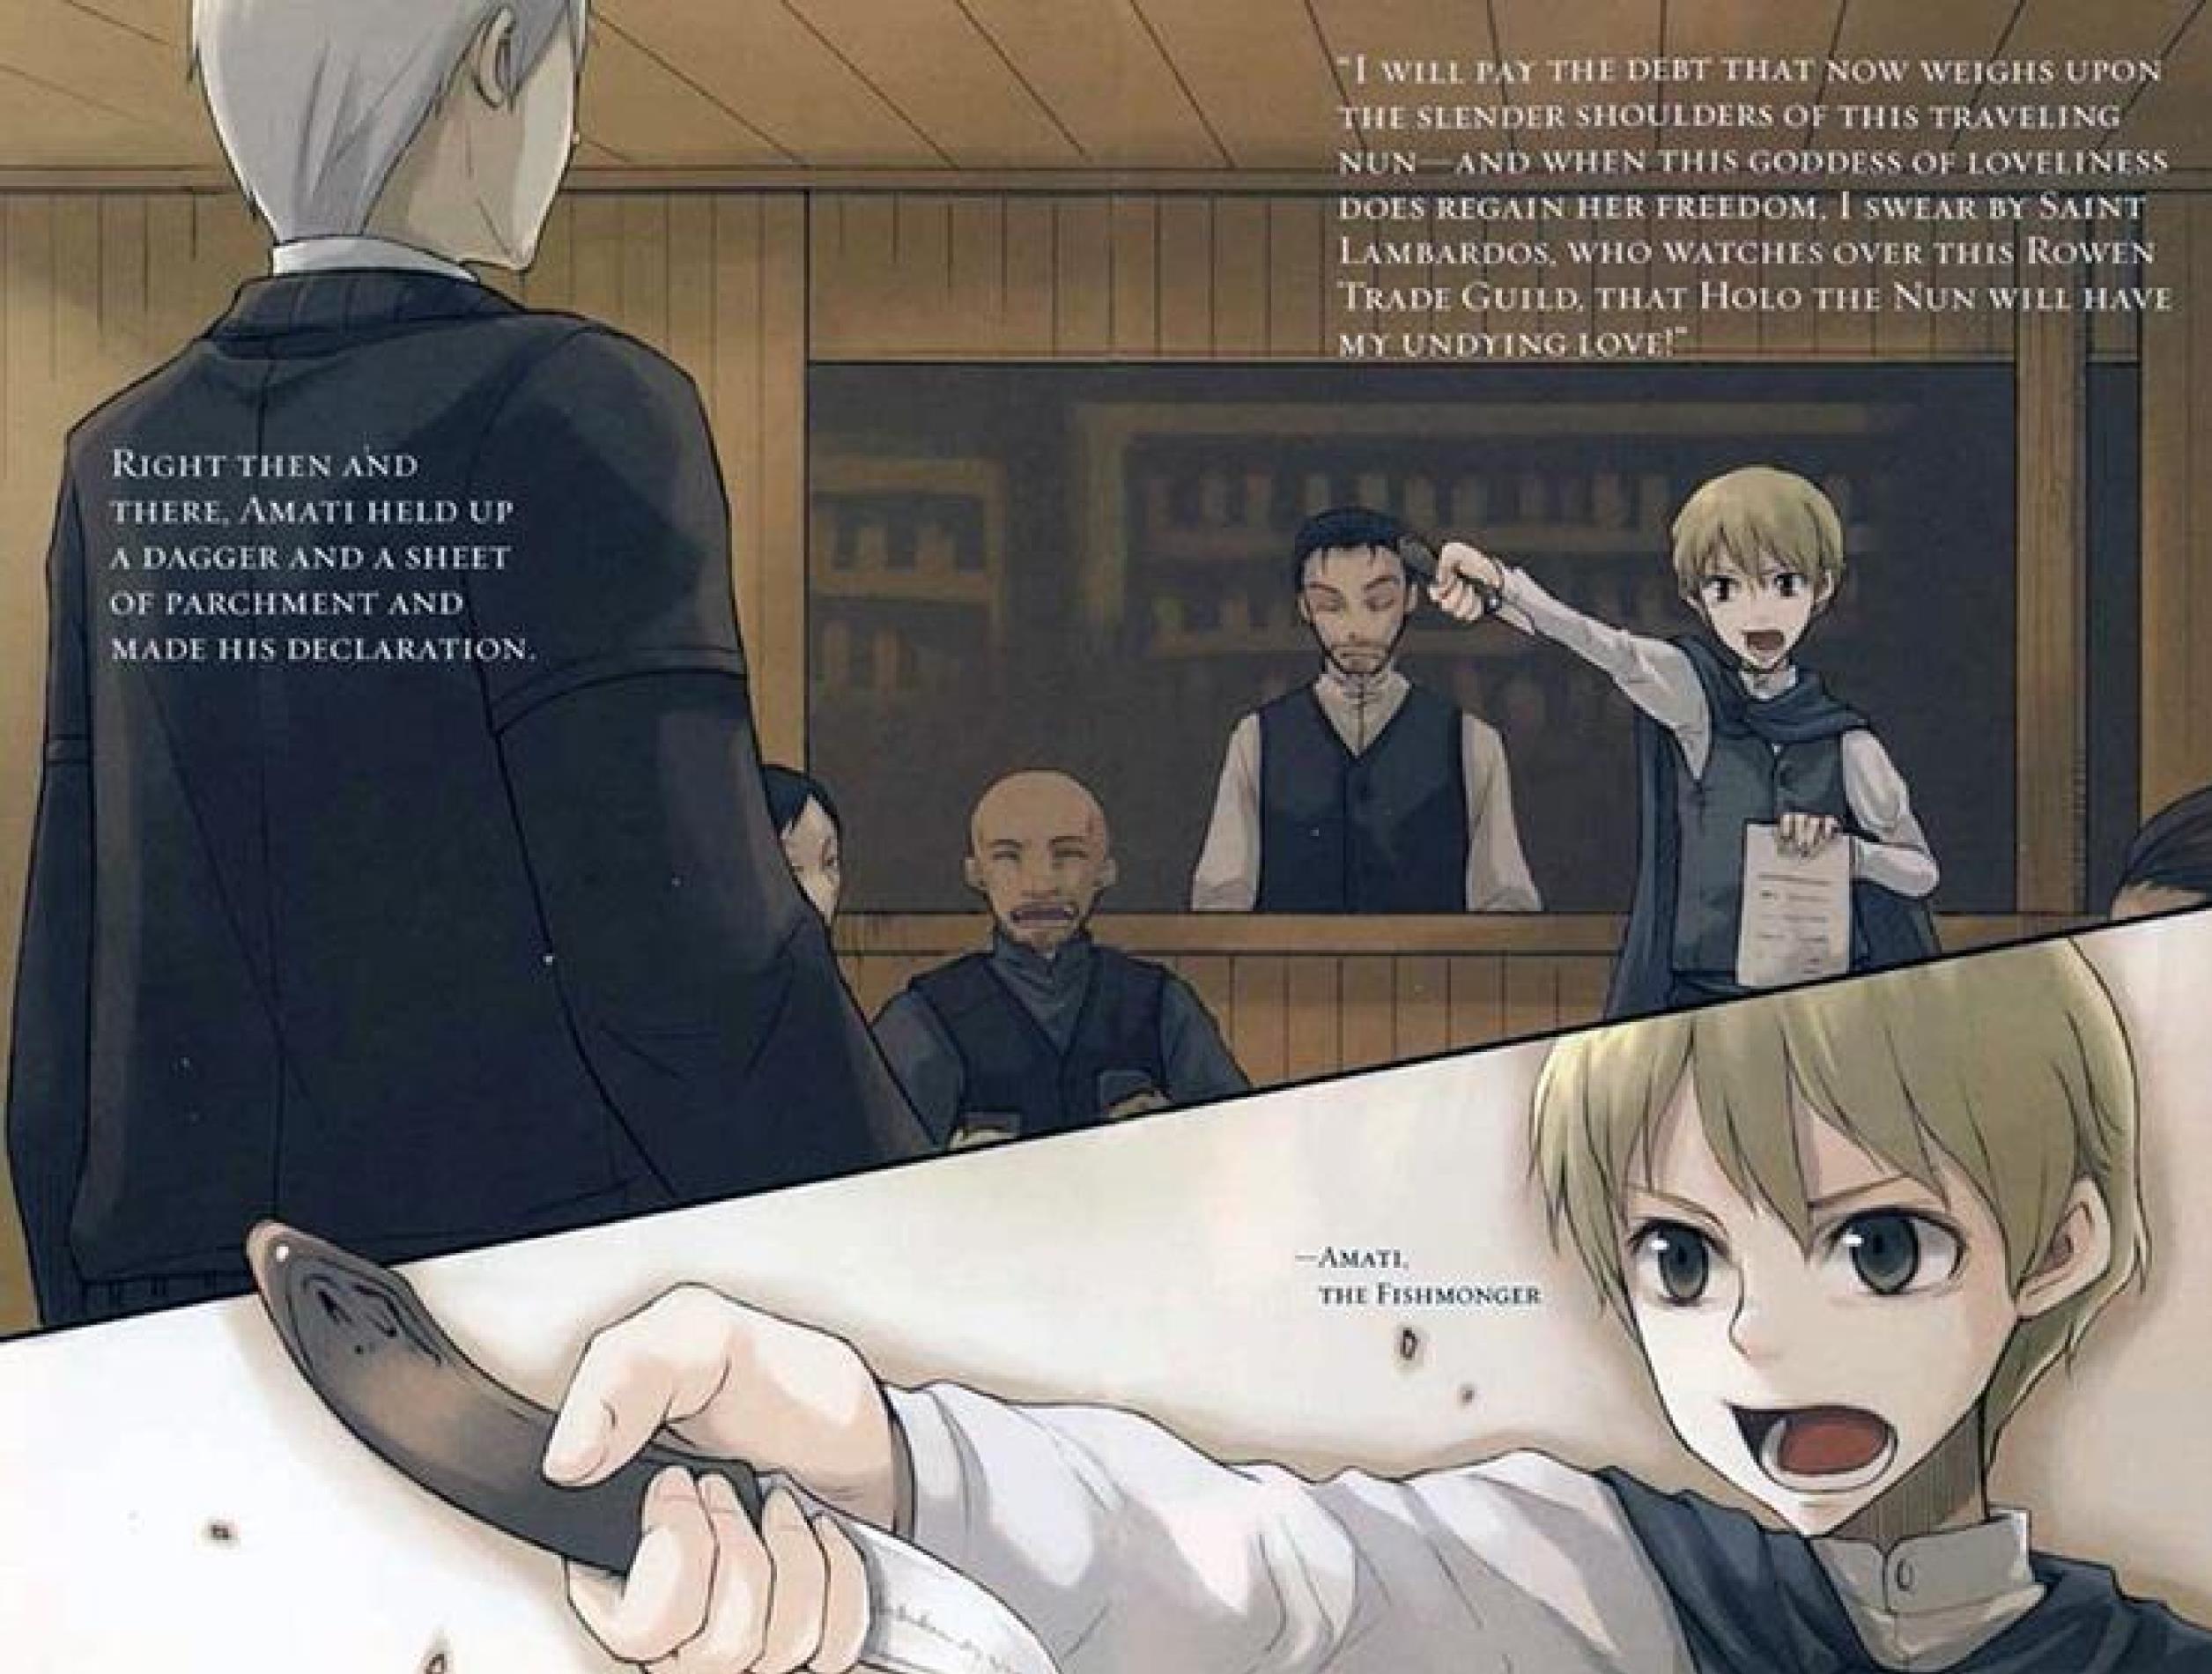 "I will pay the debt that now weighs upon
the slender shoulders of this traveling
nun—and when this goddess of loveliness
does regain her freedom, I swear by Saint
Lambardos, who watches over this Rowen
Trade Guild, that Holo the Nun will have
my undying love!"
Right then and
there, Amati held up
a dagger and a sheet
of parchment and
made his declaration.
—Amati,
the Fishmonger